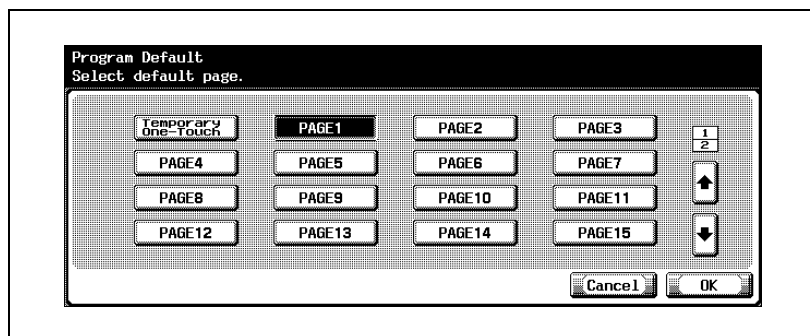 Program Default
Select default page.
Temporary One-Touch PAGE1 PAGE2 PAGE3
1
2
PAGE4 PAGE5 PAGE6 PAGE7
PAGE8 PAGE9 PAGE10 PAGE11
PAGE12 PAGE13 PAGE14 PAGE15
Cancel OK